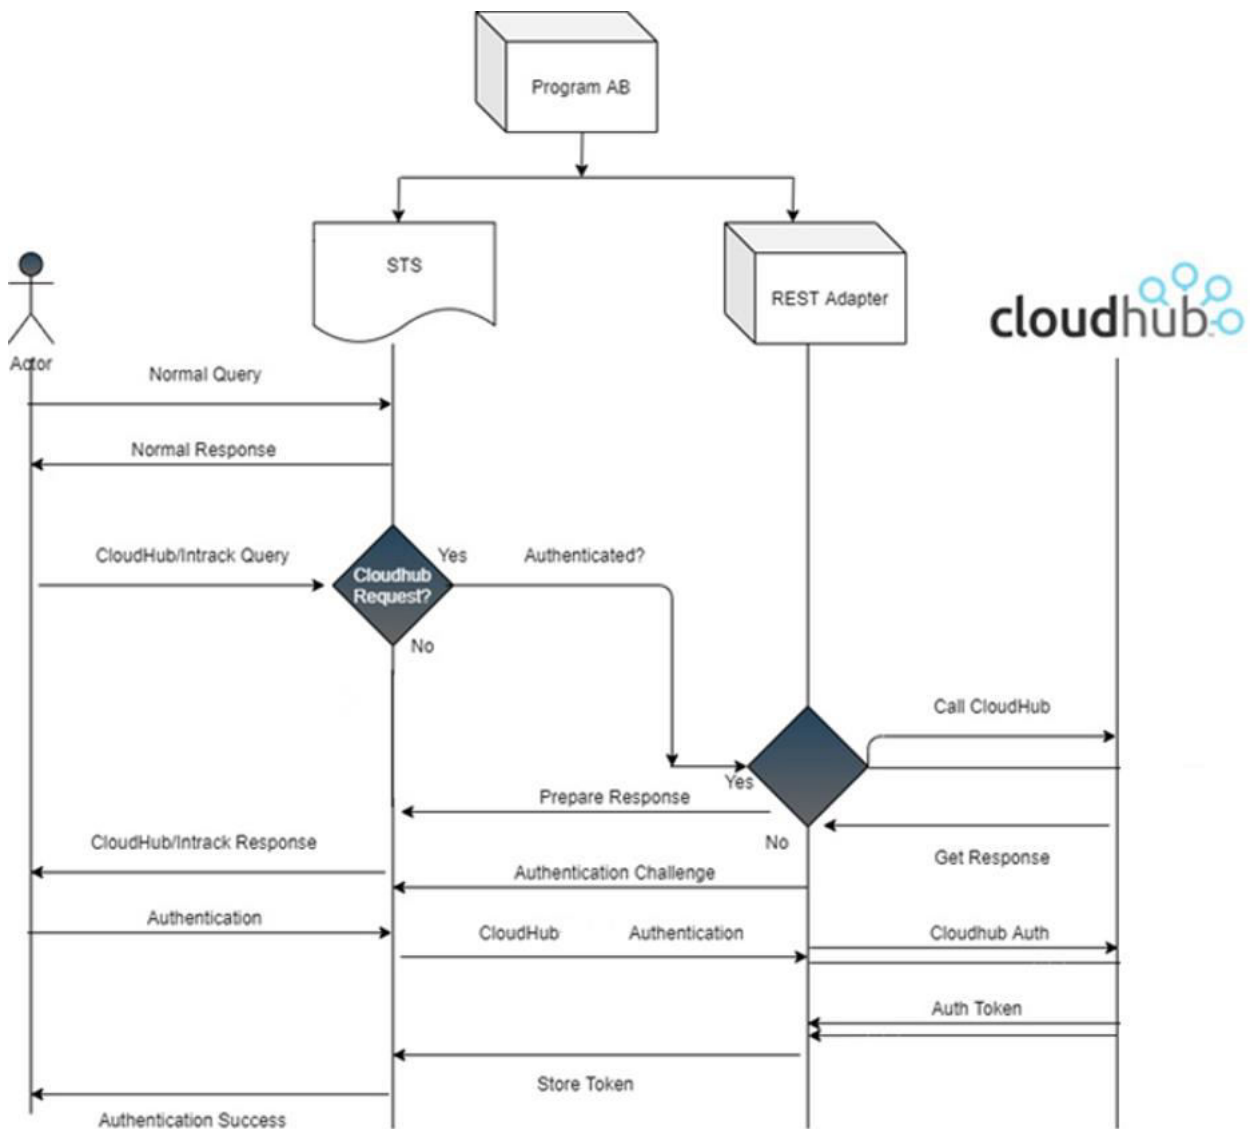 Program AB
STS
REST Adapter
cloudhub
Actor
Normal Query
Normal Response
CloudHub/Intrack Query
Cloudhub
Request?
Yes
Authenticated?
No
Call CloudHub
Yes
Prepare Response
No
CloudHub/Intrack Response
Get Response
Authentication Challenge
Authentication
CloudHub
Authentication
Cloudhub Auth
Auth Token
Store Token
Authentication Success